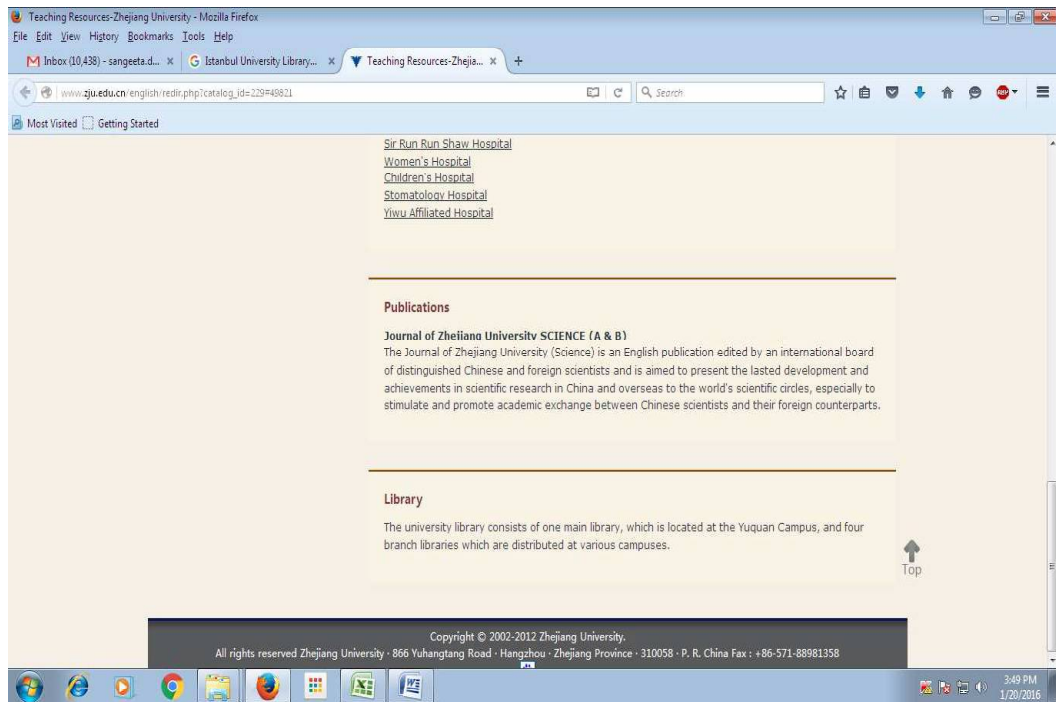 Teaching Resources-Zhejiang University - Mozilla Firefox
File Edit View History Bookmarks Tools Help
Inbox (10,438) - sangeeta.d... x
Istanbul University Library... x
Teaching Resources-Zhejia... x +
www.zju.edu.cn/english/redir.php?catalog_id=229#49821
Search
ABP
Most Visited Getting Started
Sir Run Run Shaw Hospital
Women's Hospital
Children's Hospital
Stomatology Hospital
Yiwu Affiliated Hospital
Publications
Journal of Zhejiang University SCIENCE (A & B)
The Journal of Zhejiang University (Science) is an English publication edited by an international board
of distinguished Chinese and foreign scientists and is aimed to present the lasted development and
achievements in scientific research in China and overseas to the world's scientific circles, especially to
stimulate and promote academic exchange between Chinese scientists and their foreign counterparts.
Library
The university library consists of one main library, which is located at the Yuquan Campus, and four
branch libraries which are distributed at various campuses.
Top
Copyright © 2002-2012 Zhejiang University.
All rights reserved Zhejiang University · 866 Yuhangtang Road · Hangzhou · Zhejiang Province · 310058 · P. R. China Fax : +86-571-88981358
3:49 PM
1/20/2016